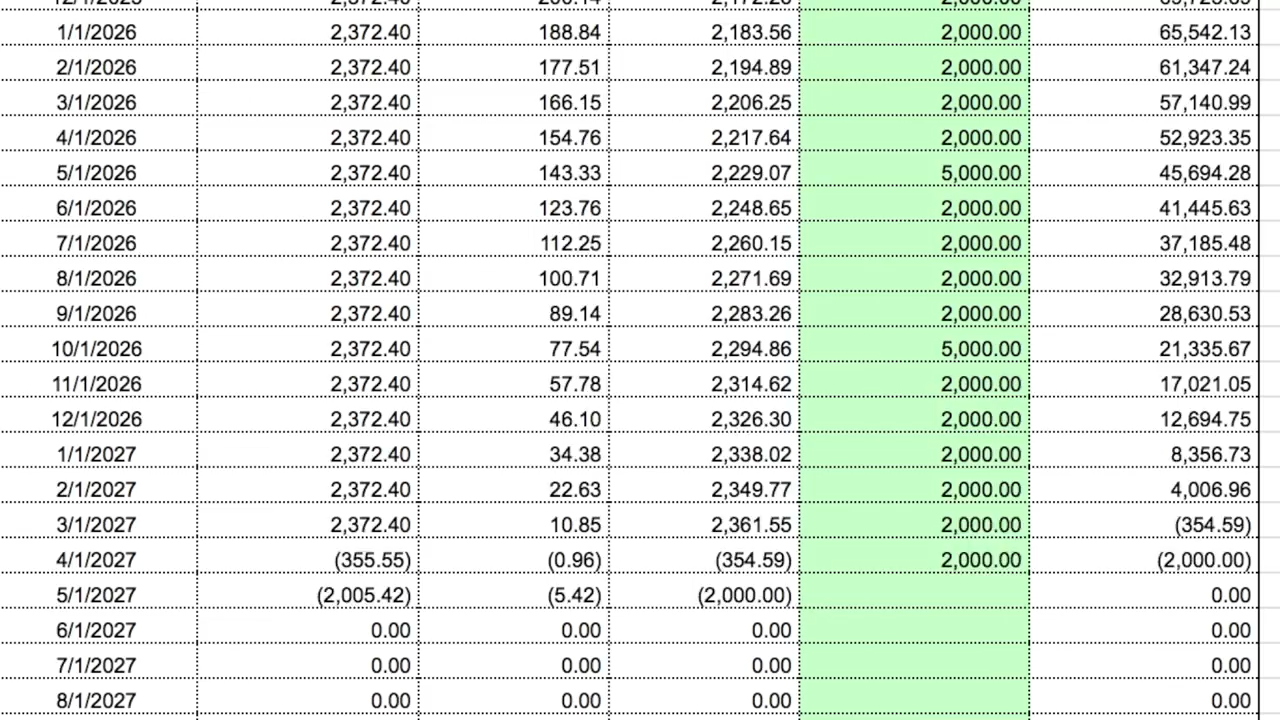 1/1/2026 2,372.40 188.84 2,183.56 2,000.00 65,542.13
2/1/2026 2,372.40 177.51 2,194.89 2,000.00 61,347.24
3/1/2026 2,372.40 166.15 2,206.25 2,000.00 57,140.99
4/1/2026 2,372.40 154.76 2,217.64 2,000.00 52,923.35
5/1/2026 2,372.40 143.33 2,229.07 5,000.00 45,694.28
6/1/2026 2,372.40 123.76 2,248.65 2,000.00 41,445.63
7/1/2026 2,372.40 112.25 2,260.15 2,000.00 37,185.48
8/1/2026 2,372.40 100.71 2,271.69 2,000.00 32,913.79
9/1/2026 2,372.40 89.14 2,283.26 2,000.00 28,630.53
10/1/2026 2,372.40 77.54 2,294.86 5,000.00 21,335.67
11/1/2026 2,372.40 57.78 2,314.62 2,000.00 17,021.05
12/1/2026 2,372.40 46.10 2,326.30 2,000.00 12,694.75
1/1/2027 2,372.40 34.38 2,338.02 2,000.00 8,356.73
2/1/2027 2,372.40 22.63 2,349.77 2,000.00 4,006.96
3/1/2027 2,372.40 10.85 2,361.55 2,000.00 (354.59)
4/1/2027 (355.55) (0.96) (354.59) 2,000.00 (2,000.00)
5/1/2027 (2,005.42) (5.42) (2,000.00) 0.00
6/1/2027 0.00 0.00 0.00 0.00
7/1/2027 0.00 0.00 0.00 0.00
8/1/2027 0.00 0.00 0.00 0.00